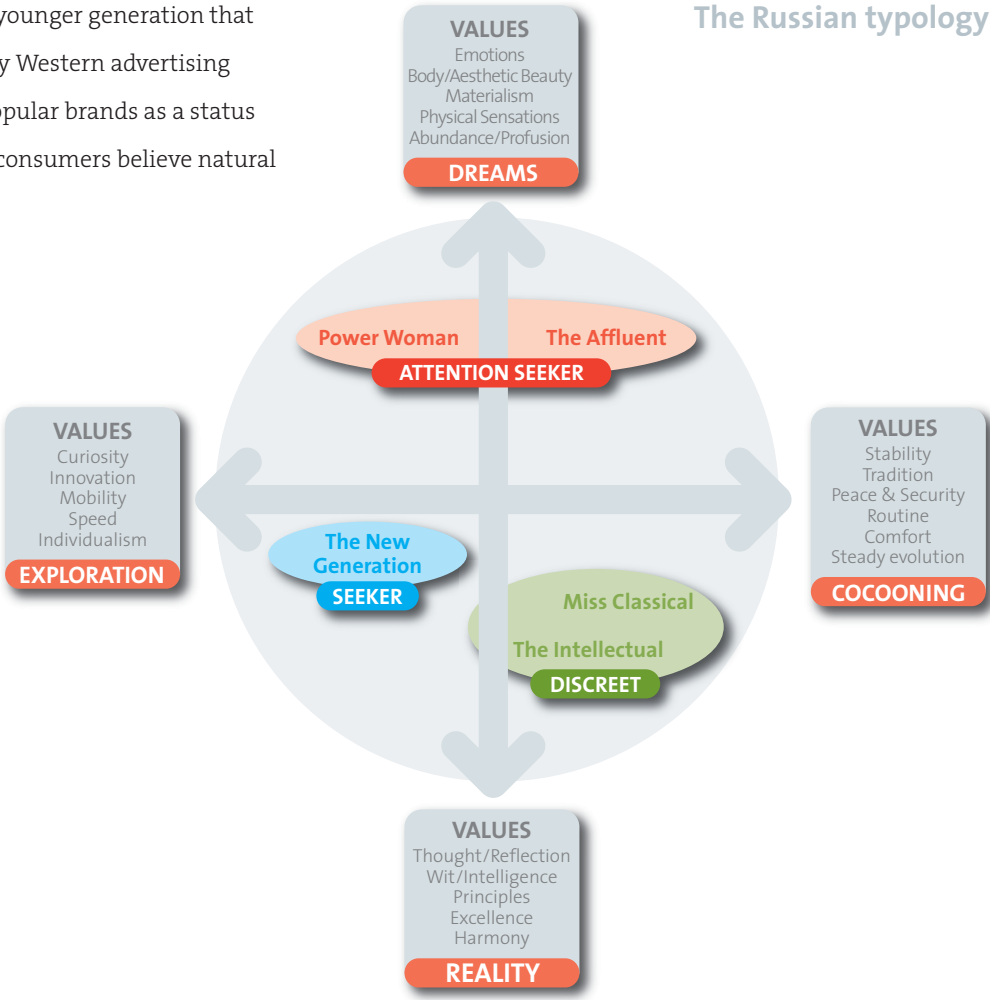 younger generation that
y Western advertising
opular brands as a status
consumers believe natural
The Russian typology
VALUES
Emotions
Body/Aesthetic Beauty
Materialism
Physical Sensations
Abundance/Profusion
DREAMS
Power Woman
The Affluent
ATTENTION SEEKER
VALUES
Curiosity
Innovation
Mobility
Speed
Individualism
EXPLORATION
VALUES
Stability
Tradition
Peace & Security
Routine
Comfort
Steady evolution
COCOONING
The New
Generation
SEEKER
Miss Classical
The Intellectual
DISCREET
VALUES
Thought/Reflection
Wit/Intelligence
Principles
Excellence
Harmony
REALITY